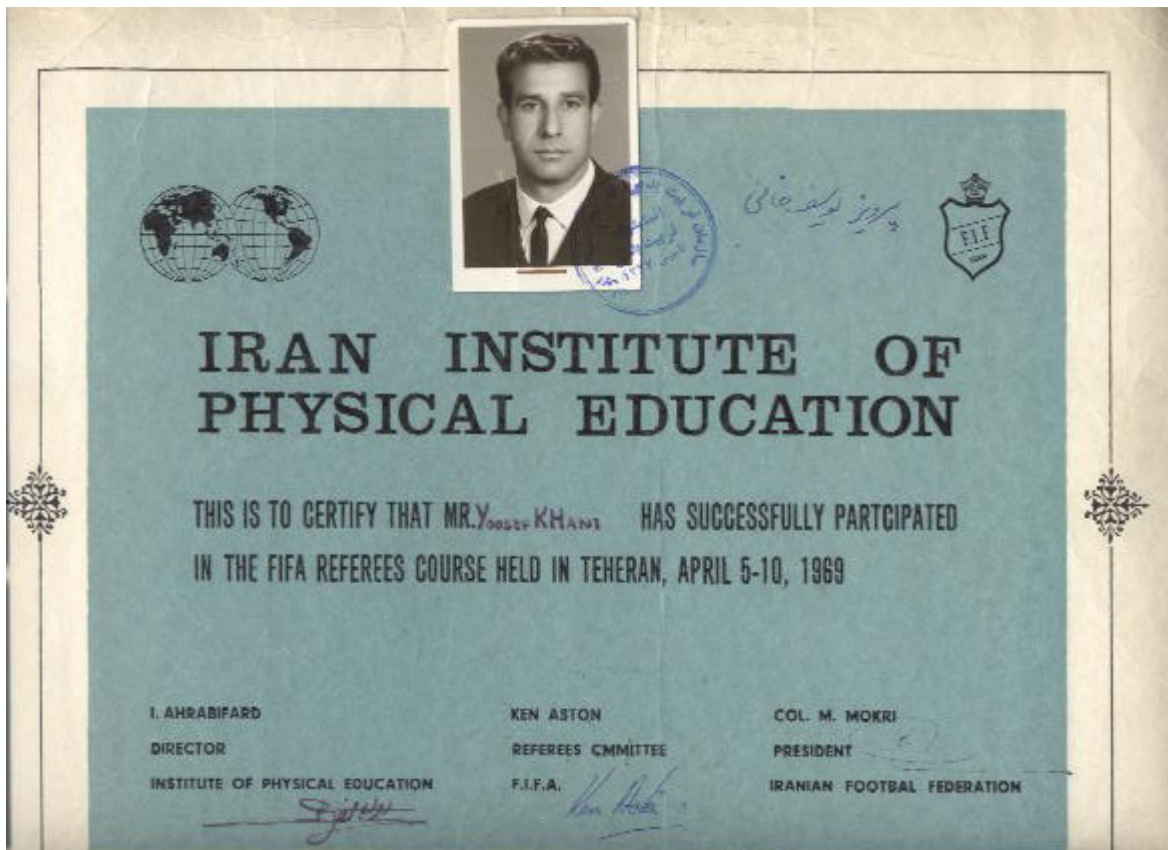 پرویز یوسف خانی
F.I.F
IRAN INSTITUTE OF
PHYSICAL EDUCATION
THIS IS TO CERTIFY THAT MR. Yoosef KHani HAS SUCCESSFULLY PARTCIPATED
IN THE FIFA REFEREES COURSE HELD IN TEHERAN, APRIL 5-10, 1969
I. AHRABIFARD
DIRECTOR
INSTITUTE OF PHYSICAL EDUCATION
KEN ASTON
REFEREES CMMITTEE
F.I.F.A.
Ken Aston
COL. M. MOKRI
PRESIDENT
IRANIAN FOOTBAL FEDERATION